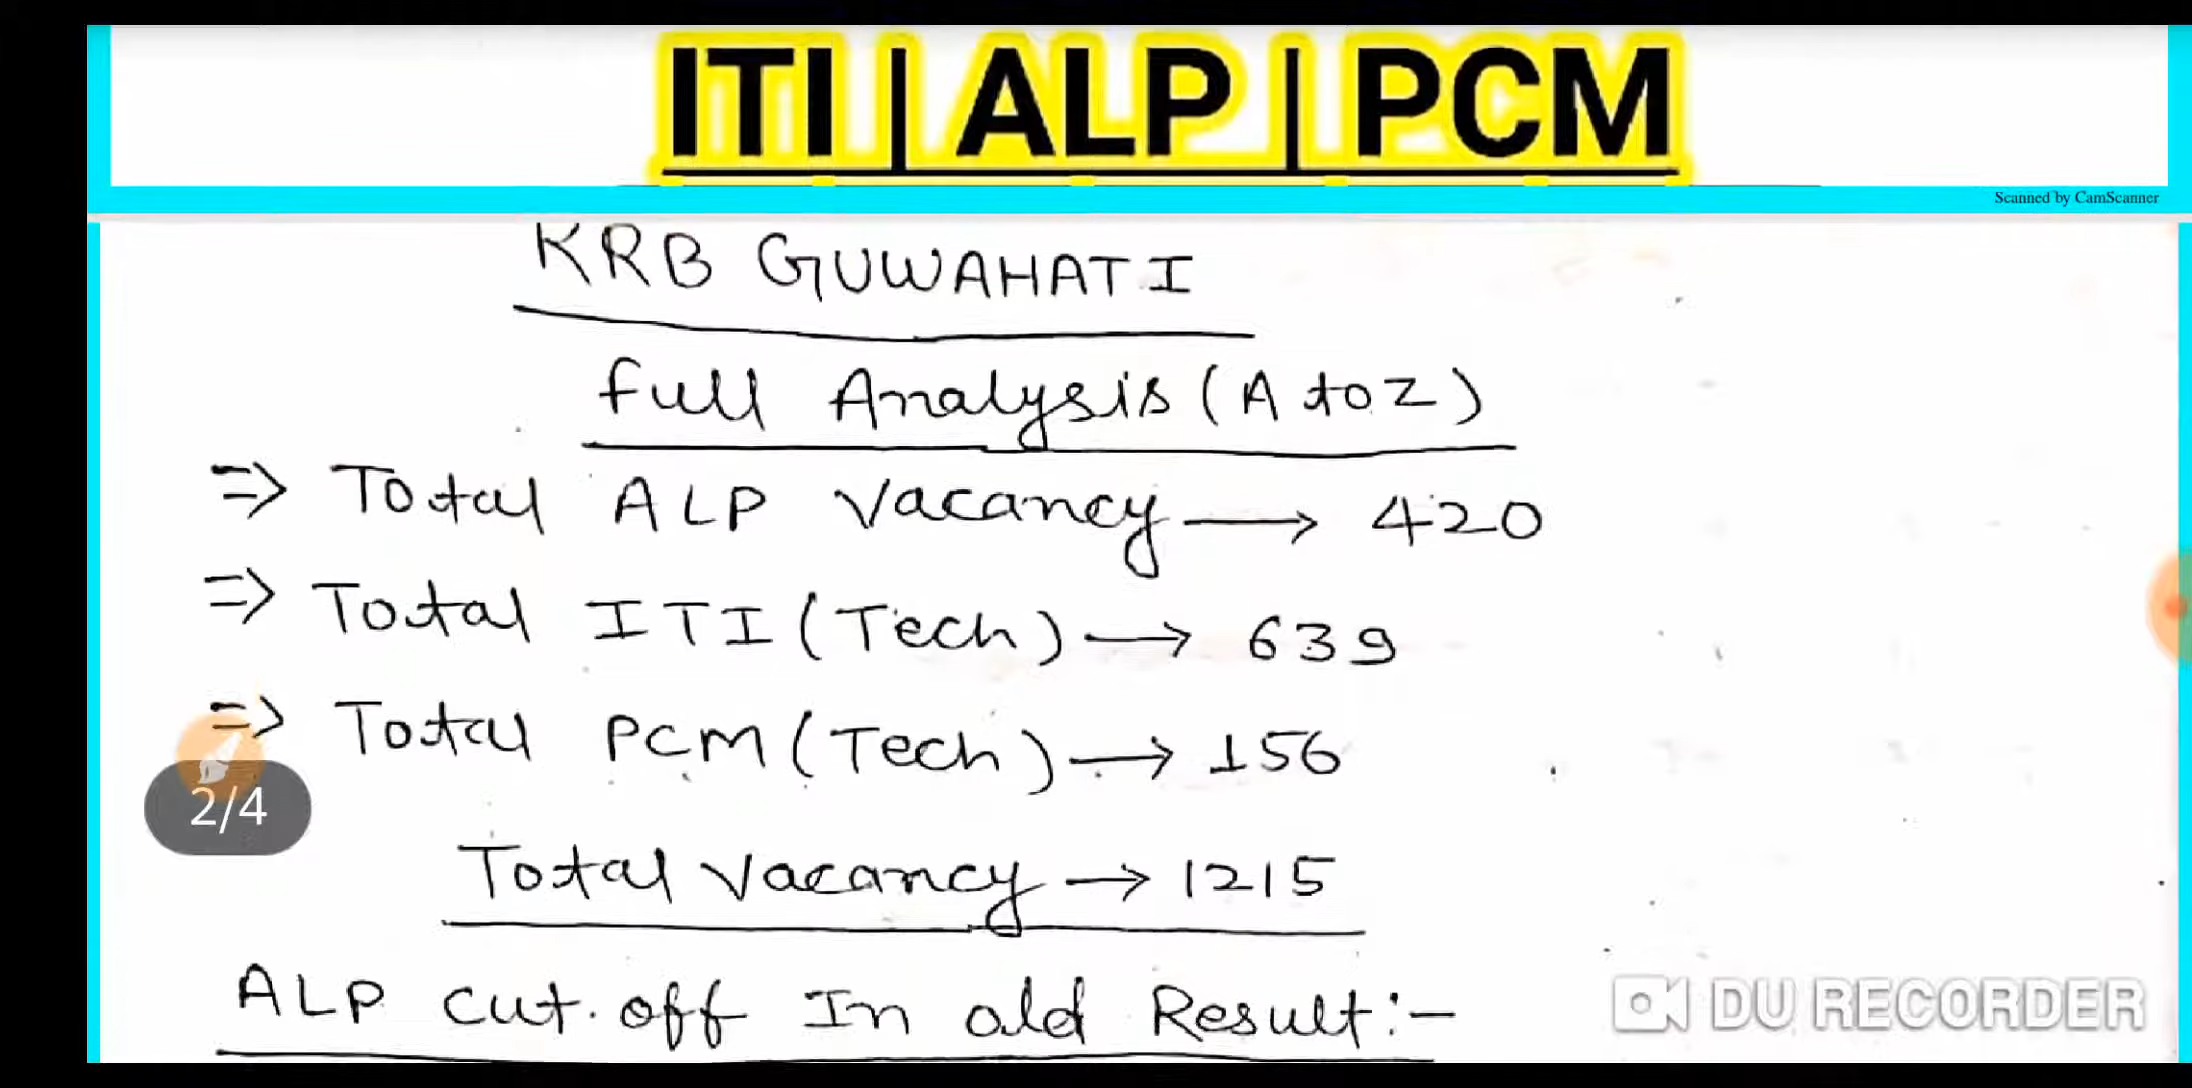 ITI | ALP | PCM
Scanned by CamScanner
KRB GUWAHATI
Full Analysis (A to Z)
=> Total ALP Vacancy → 420
=> Total ITI (Tech) → 639
=> Total PCM (Tech) → 156
2/4
Total Vacancy → 1215
ALP cut.off In old Result:-
DU RECORDER